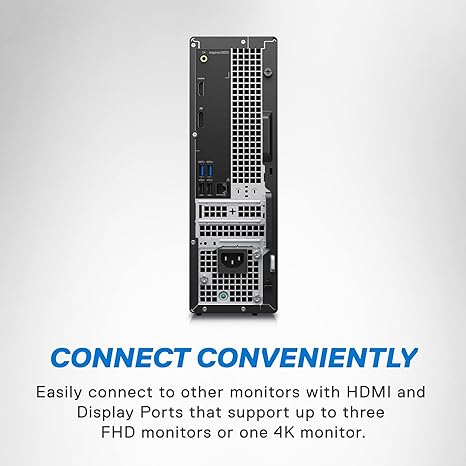 CONNECT CONVENIENTLY
Easily connect to other monitors with HDMI and
Display Ports that support up to three
FHD monitors or one 4K monitor.